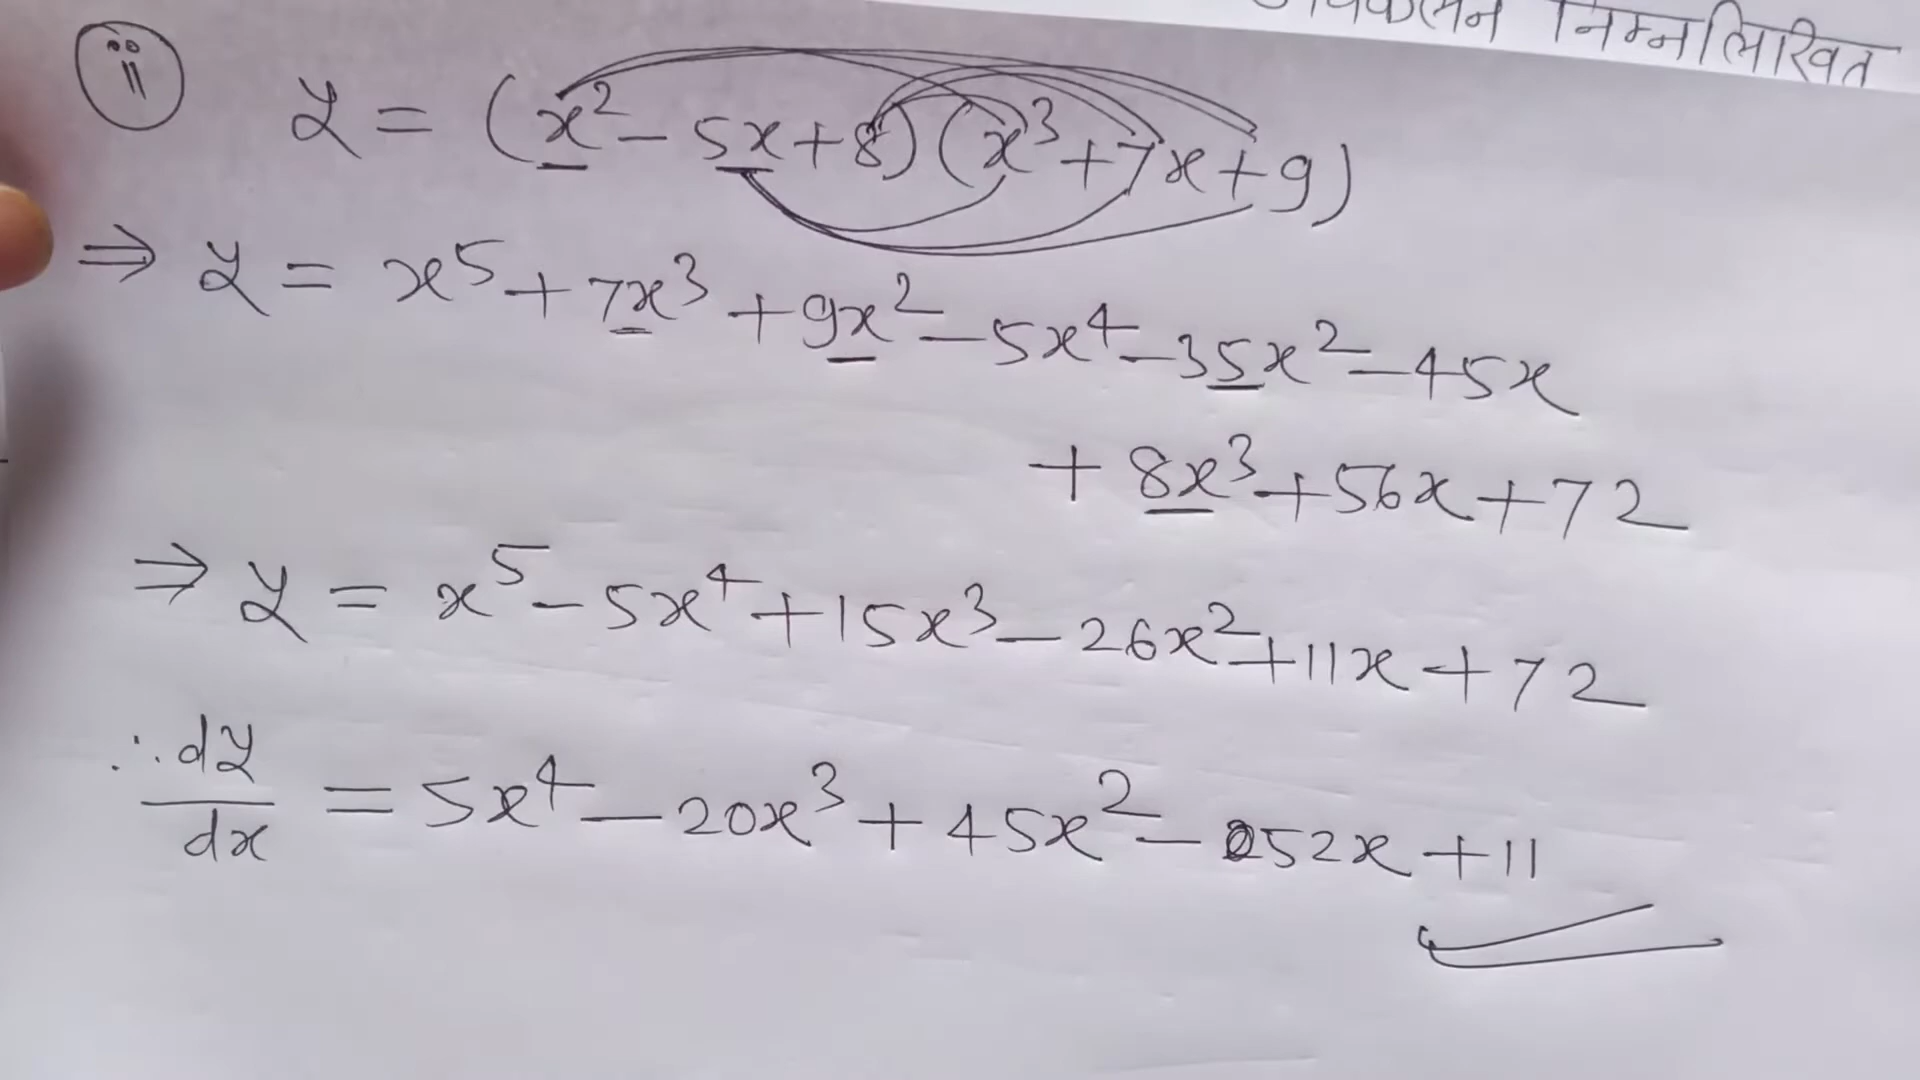 निम्नलिखित
ii y = (x² - 5x + 8) (x³ + 7x + 9)
⇒ y = x⁵ + 7x³ + 9x² - 5x⁴ - 35x² - 45x
+ 8x³ + 56x + 72
⇒ y = x⁵ - 5x⁴ + 15x³ - 26x² + 11x + 72
∴ dy/dx = 5x⁴ - 20x³ + 45x² - 52x + 11